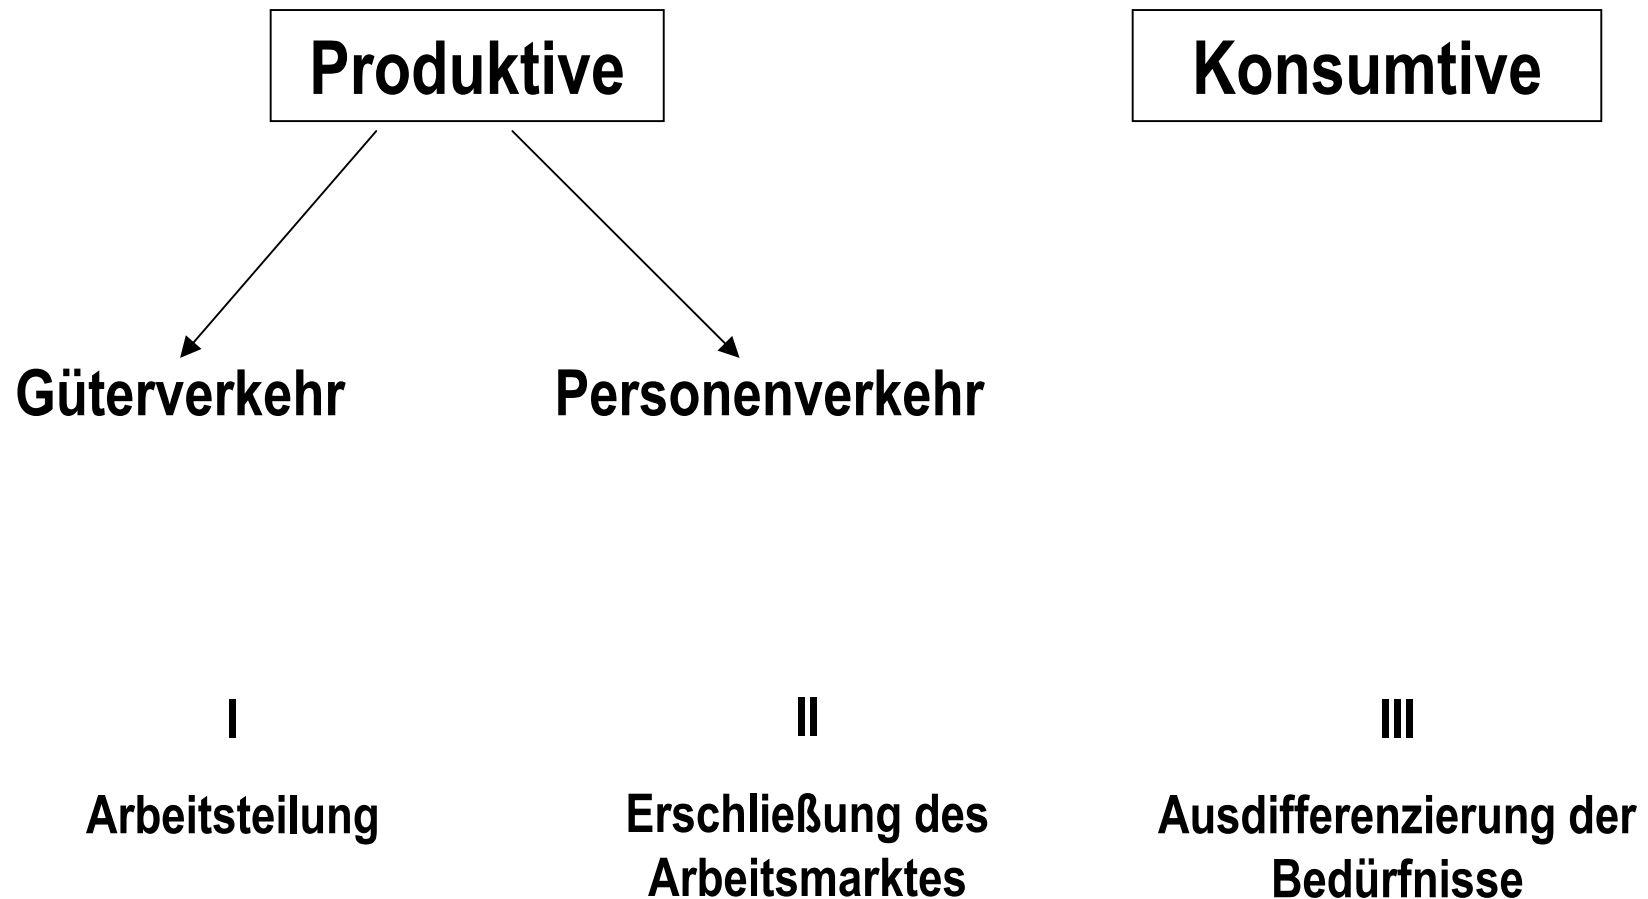 Produktive
Konsumtive
Güterverkehr
Personenverkehr
I
II
III
Arbeitsteilung
Erschließung des
Arbeitsmarktes
Ausdifferenzierung der
Bedürfnisse